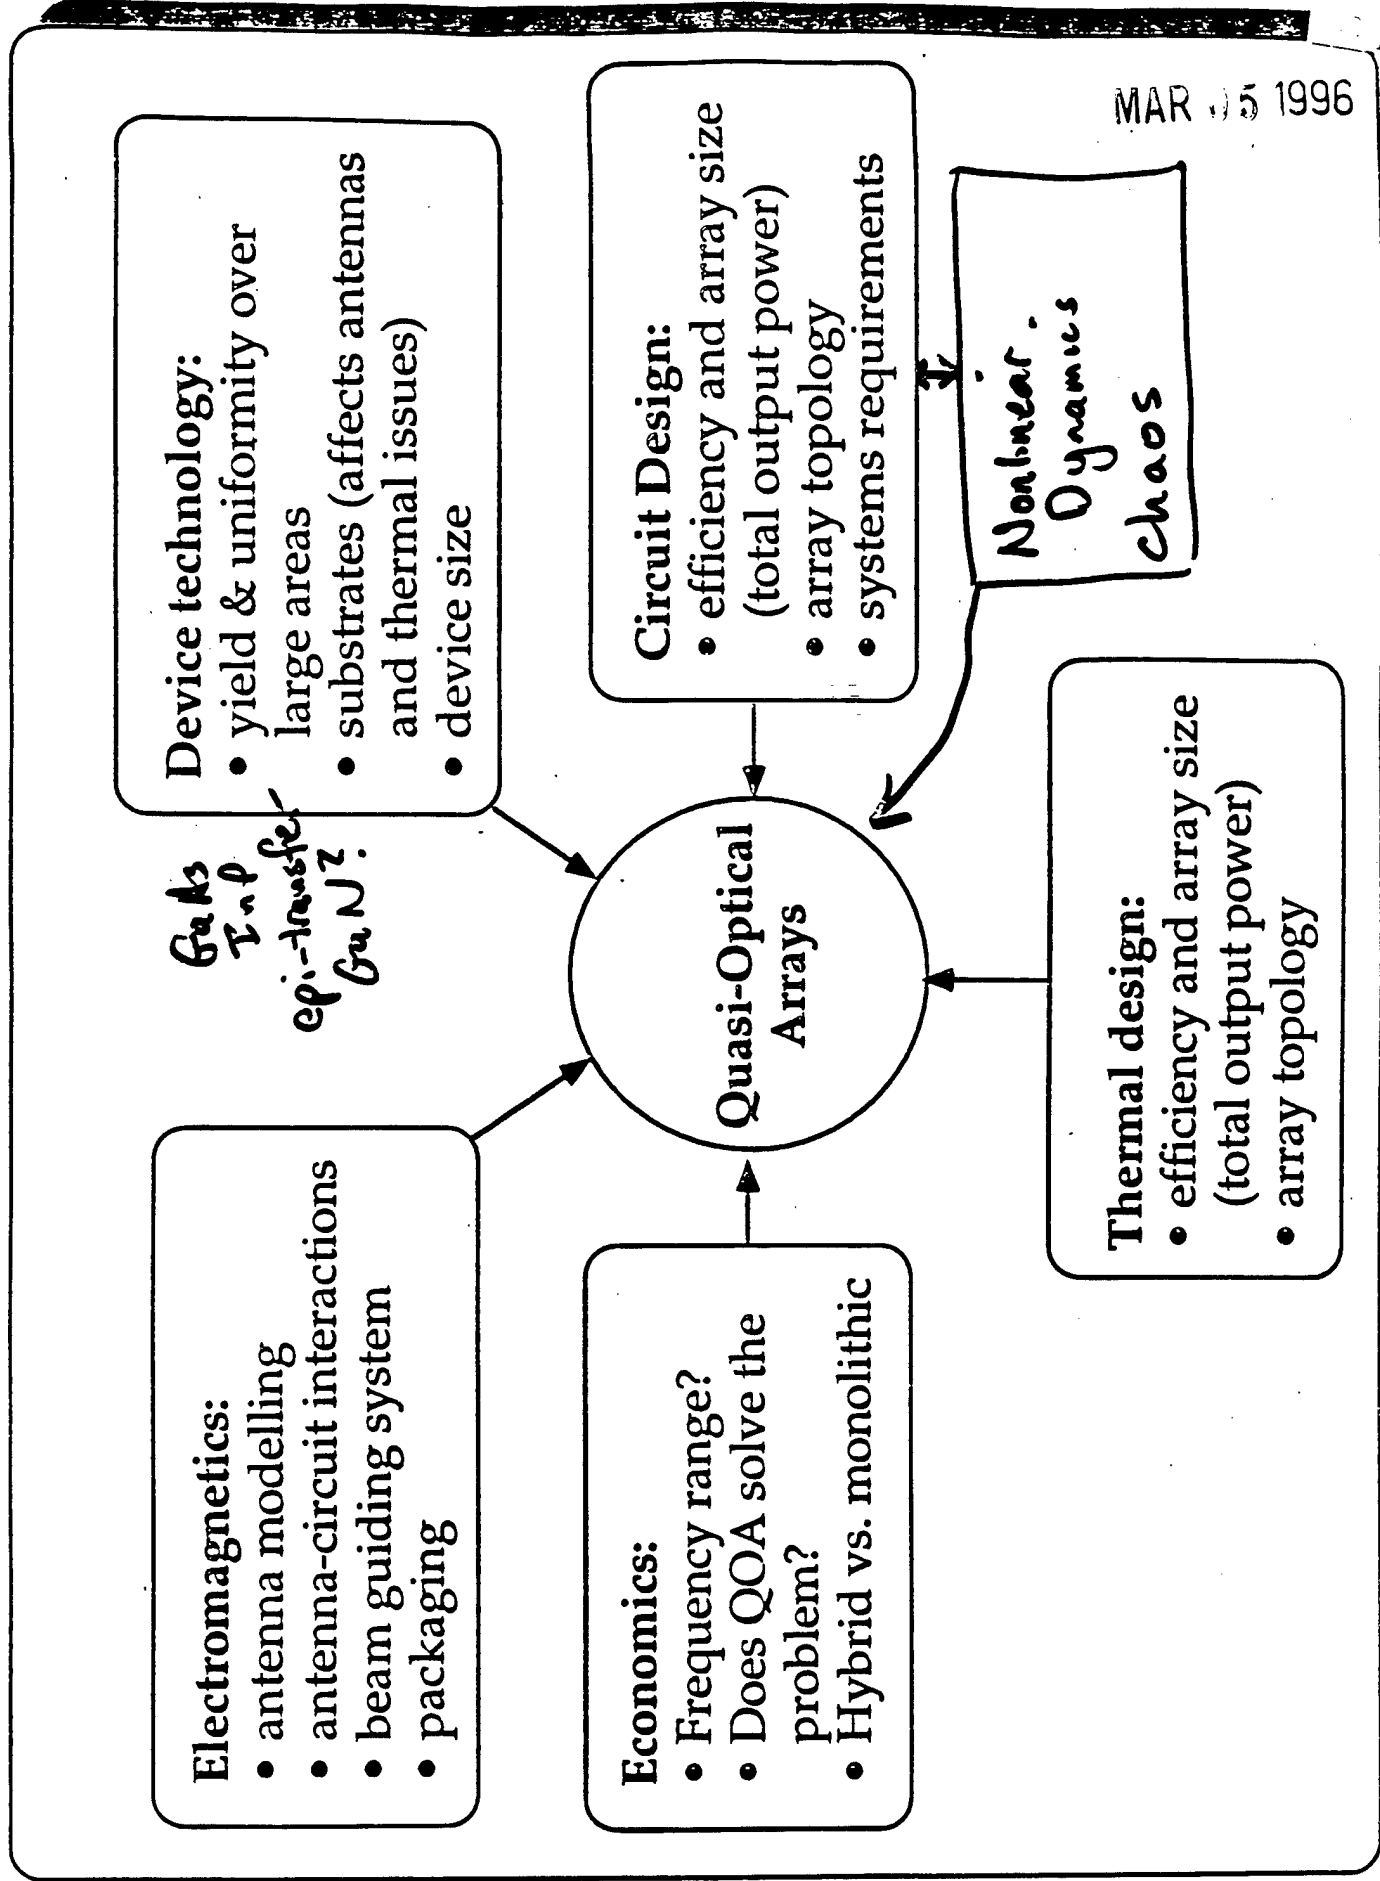 Electromagnetics:
• antenna modelling
• antenna-circuit interactions
• beam guiding system
• packaging
GaAs
InP
epi-transfer
GaN?
Device technology:
• yield & uniformity over
large areas
• substrates (affects antennas
and thermal issues)
• device size
Economics:
• Frequency range?
• Does QOA solve the
problem?
• Hybrid vs. monolithic
Quasi-Optical
Arrays
Circuit Design:
• efficiency and array size
(total output power)
• array topology
• systems requirements
Thermal design:
• efficiency and array size
(total output power)
• array topology
Nonlinear
Dynamics
Chaos
MAR 05 1996